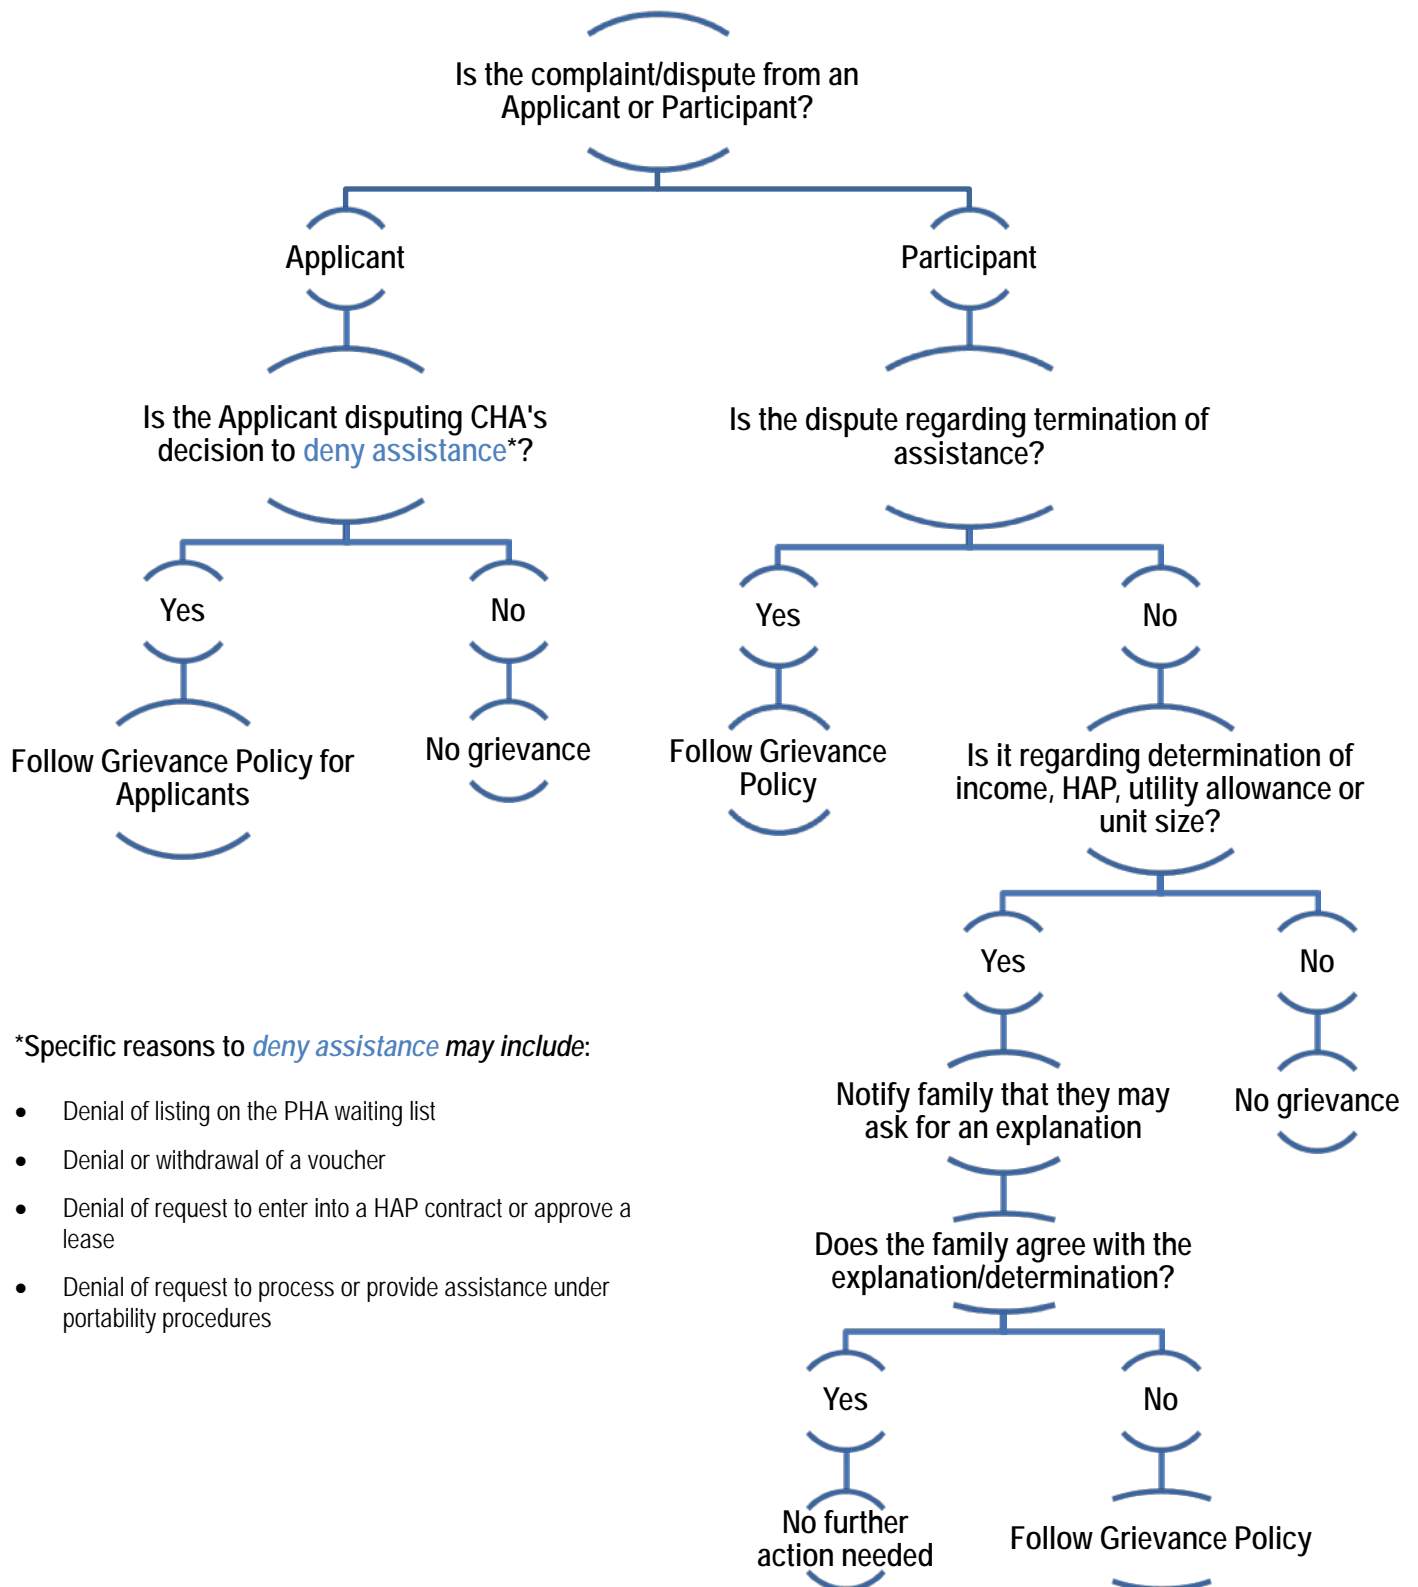 Is the complaint/dispute from an
Applicant or Participant?
Applicant
Participant
Is the Applicant disputing CHA's
decision to deny assistance*?
Is the dispute regarding termination of
assistance?
Yes
No
Yes
No
Follow Grievance Policy for
Applicants
No grievance
Follow Grievance
Policy
Is it regarding determination of
income, HAP, utility allowance or
unit size?
Yes
No
Notify family that they may
ask for an explanation
No grievance
Does the family agree with the
explanation/determination?
Yes
No
No further
action needed
Follow Grievance Policy
*Specific reasons to deny assistance may include:
• Denial of listing on the PHA waiting list
• Denial or withdrawal of a voucher
• Denial of request to enter into a HAP contract or approve a
lease
• Denial of request to process or provide assistance under
portability procedures